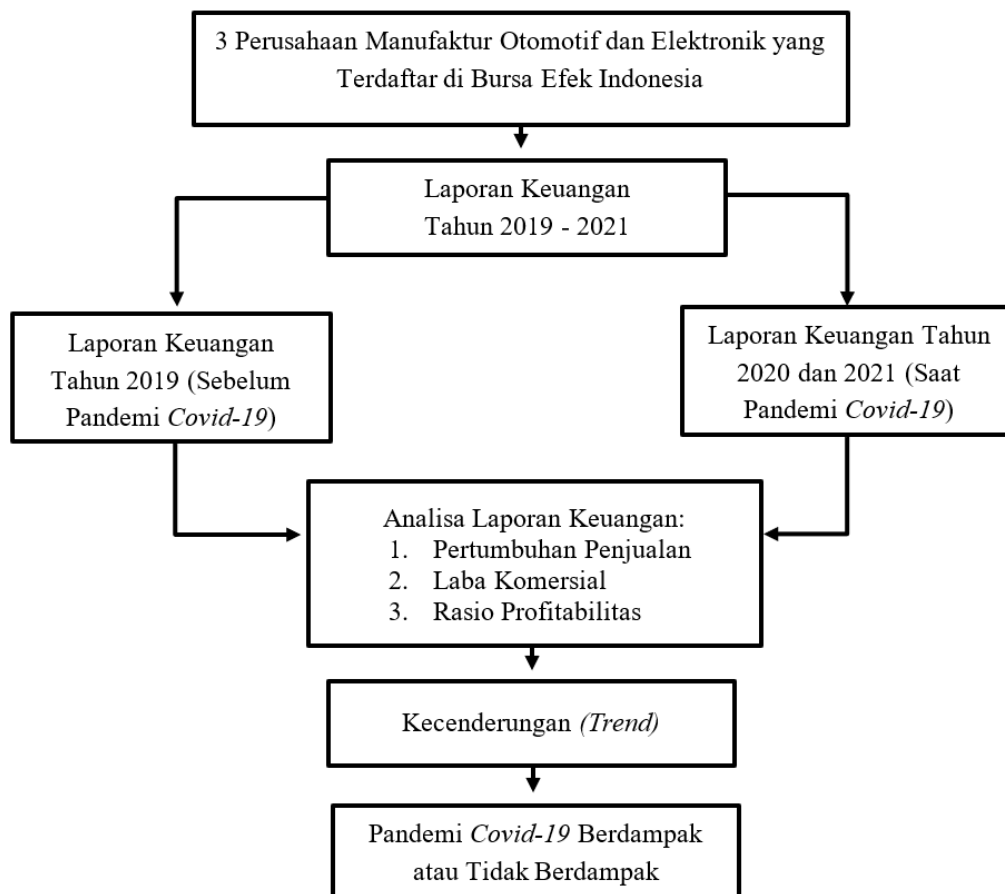 3 Perusahaan Manufaktur Otomotif dan Elektronik yang
Terdaftar di Bursa Efek Indonesia
Laporan Keuangan
Tahun 2019 - 2021
Laporan Keuangan
Tahun 2019 (Sebelum
Pandemi Covid-19)
Laporan Keuangan Tahun
2020 dan 2021 (Saat
Pandemi Covid-19)
Analisa Laporan Keuangan:
1. Pertumbuhan Penjualan
2. Laba Komersial
3. Rasio Profitabilitas
Kecenderungan (Trend)
Pandemi Covid-19 Berdampak
atau Tidak Berdampak